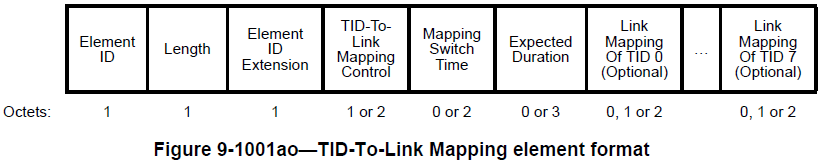 Element ID
Length
Element ID Extension
TID-To-Link Mapping Control
Mapping Switch Time
Expected Duration
Link Mapping Of TID 0 (Optional)
...
Link Mapping Of TID 7 (Optional)
Octets: 1 1 1 1 or 2 0 or 2 0 or 3 0, 1 or 2 0, 1 or 2
Figure 9-1001ao—TID-To-Link Mapping element format